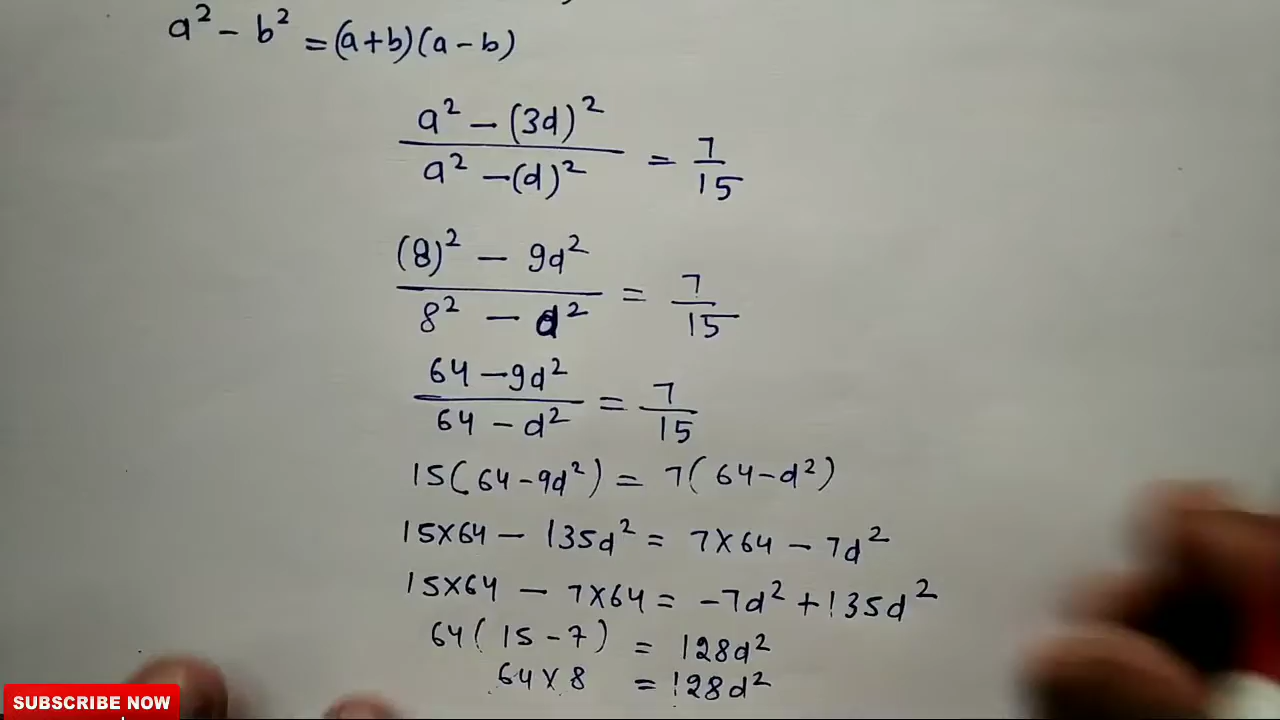 a² - b² = (a+b)(a-b)
a² - (3d)² / a² - (d)² = 7/15
(8)² - 9d² / 8² - d² = 7/15
64 - 9d² / 64 - d² = 7/15
15(64-9d²) = 7(64-d²)
15×64 - 135d² = 7×64 - 7d²
15×64 - 7×64 = -7d² + 135d²
64(15-7) = 128d²
64×8 = 128d²
SUBSCRIBE NOW